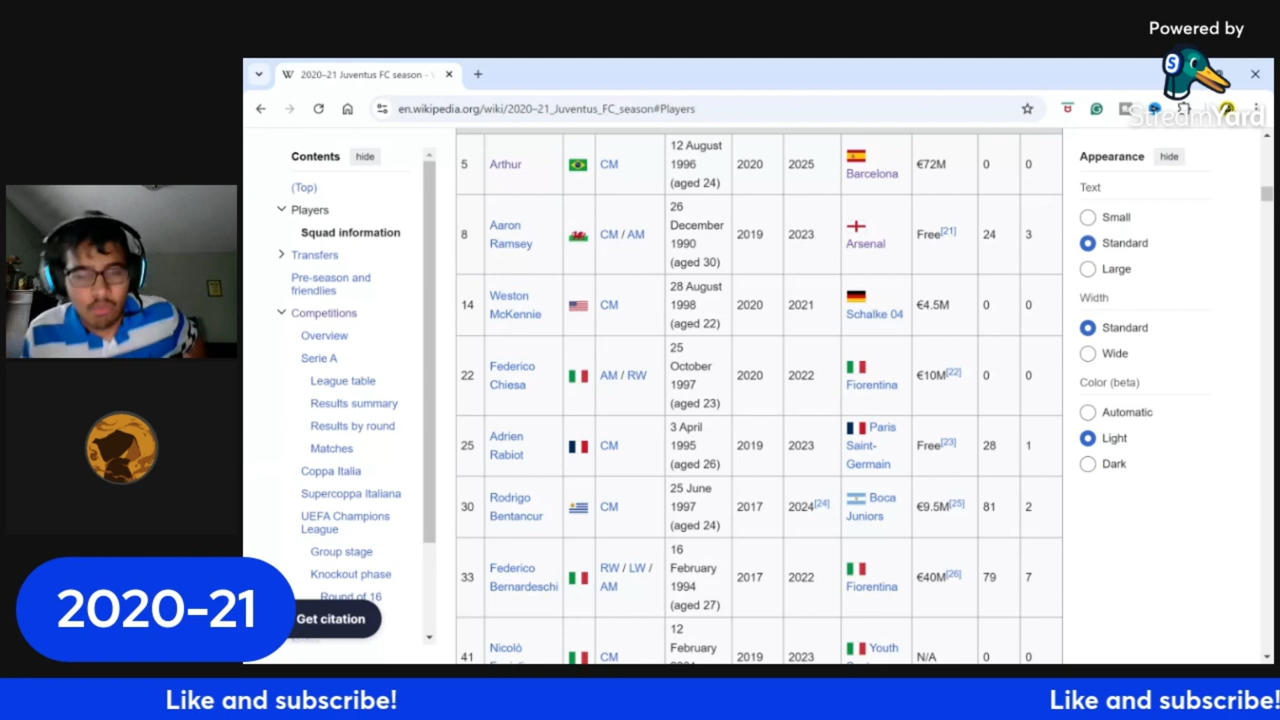 Powered by
StreamYard
2020–21 Juventus FC season -
en.wikipedia.org/wiki/2020–21_Juventus_FC_season#Players
Contents hide
(Top)
Players
Squad information
Transfers
Pre-season and
friendlies
Competitions
Overview
Serie A
League table
Results summary
Results by round
Matches
Coppa Italia
Supercoppa Italiana
UEFA Champions
League
Group stage
Knockout phase
Round of 16
Get citation
5 Arthur CM 12 August 1996 (aged 24) 2020 2025 Barcelona €72M 0 0
8 Aaron Ramsey CM / AM 26 December 1990 (aged 30) 2019 2023 Arsenal Free[21] 24 3
14 Weston McKennie CM 28 August 1998 (aged 22) 2020 2021 Schalke 04 €4.5M 0 0
22 Federico Chiesa AM / RW 25 October 1997 (aged 23) 2020 2022 Fiorentina €10M[22] 0 0
25 Adrien Rabiot CM 3 April 1995 (aged 26) 2019 2023 Paris Saint-Germain Free[23] 28 1
30 Rodrigo Bentancur CM 25 June 1997 (aged 24) 2017 2024[24] Boca Juniors €9.5M[25] 81 2
33 Federico Bernardeschi RW / LW / AM 16 February 1994 (aged 27) 2017 2022 Fiorentina €40M[26] 79 7
41 Nicolò CM 12 February 2019 2023 Youth N/A 0 0
Appearance hide
Text
Small
Standard
Large
Width
Standard
Wide
Color (beta)
Automatic
Light
Dark
2020-21
Like and subscribe! Like and subscribe!